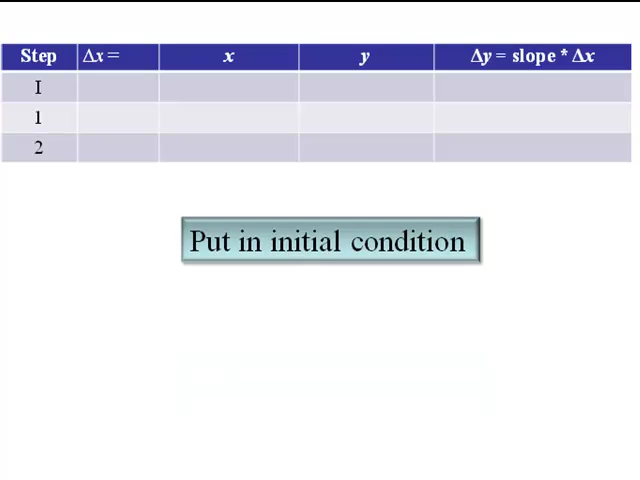 Step Δx = x y Δy = slope * Δx
I
1
2
Put in initial condition